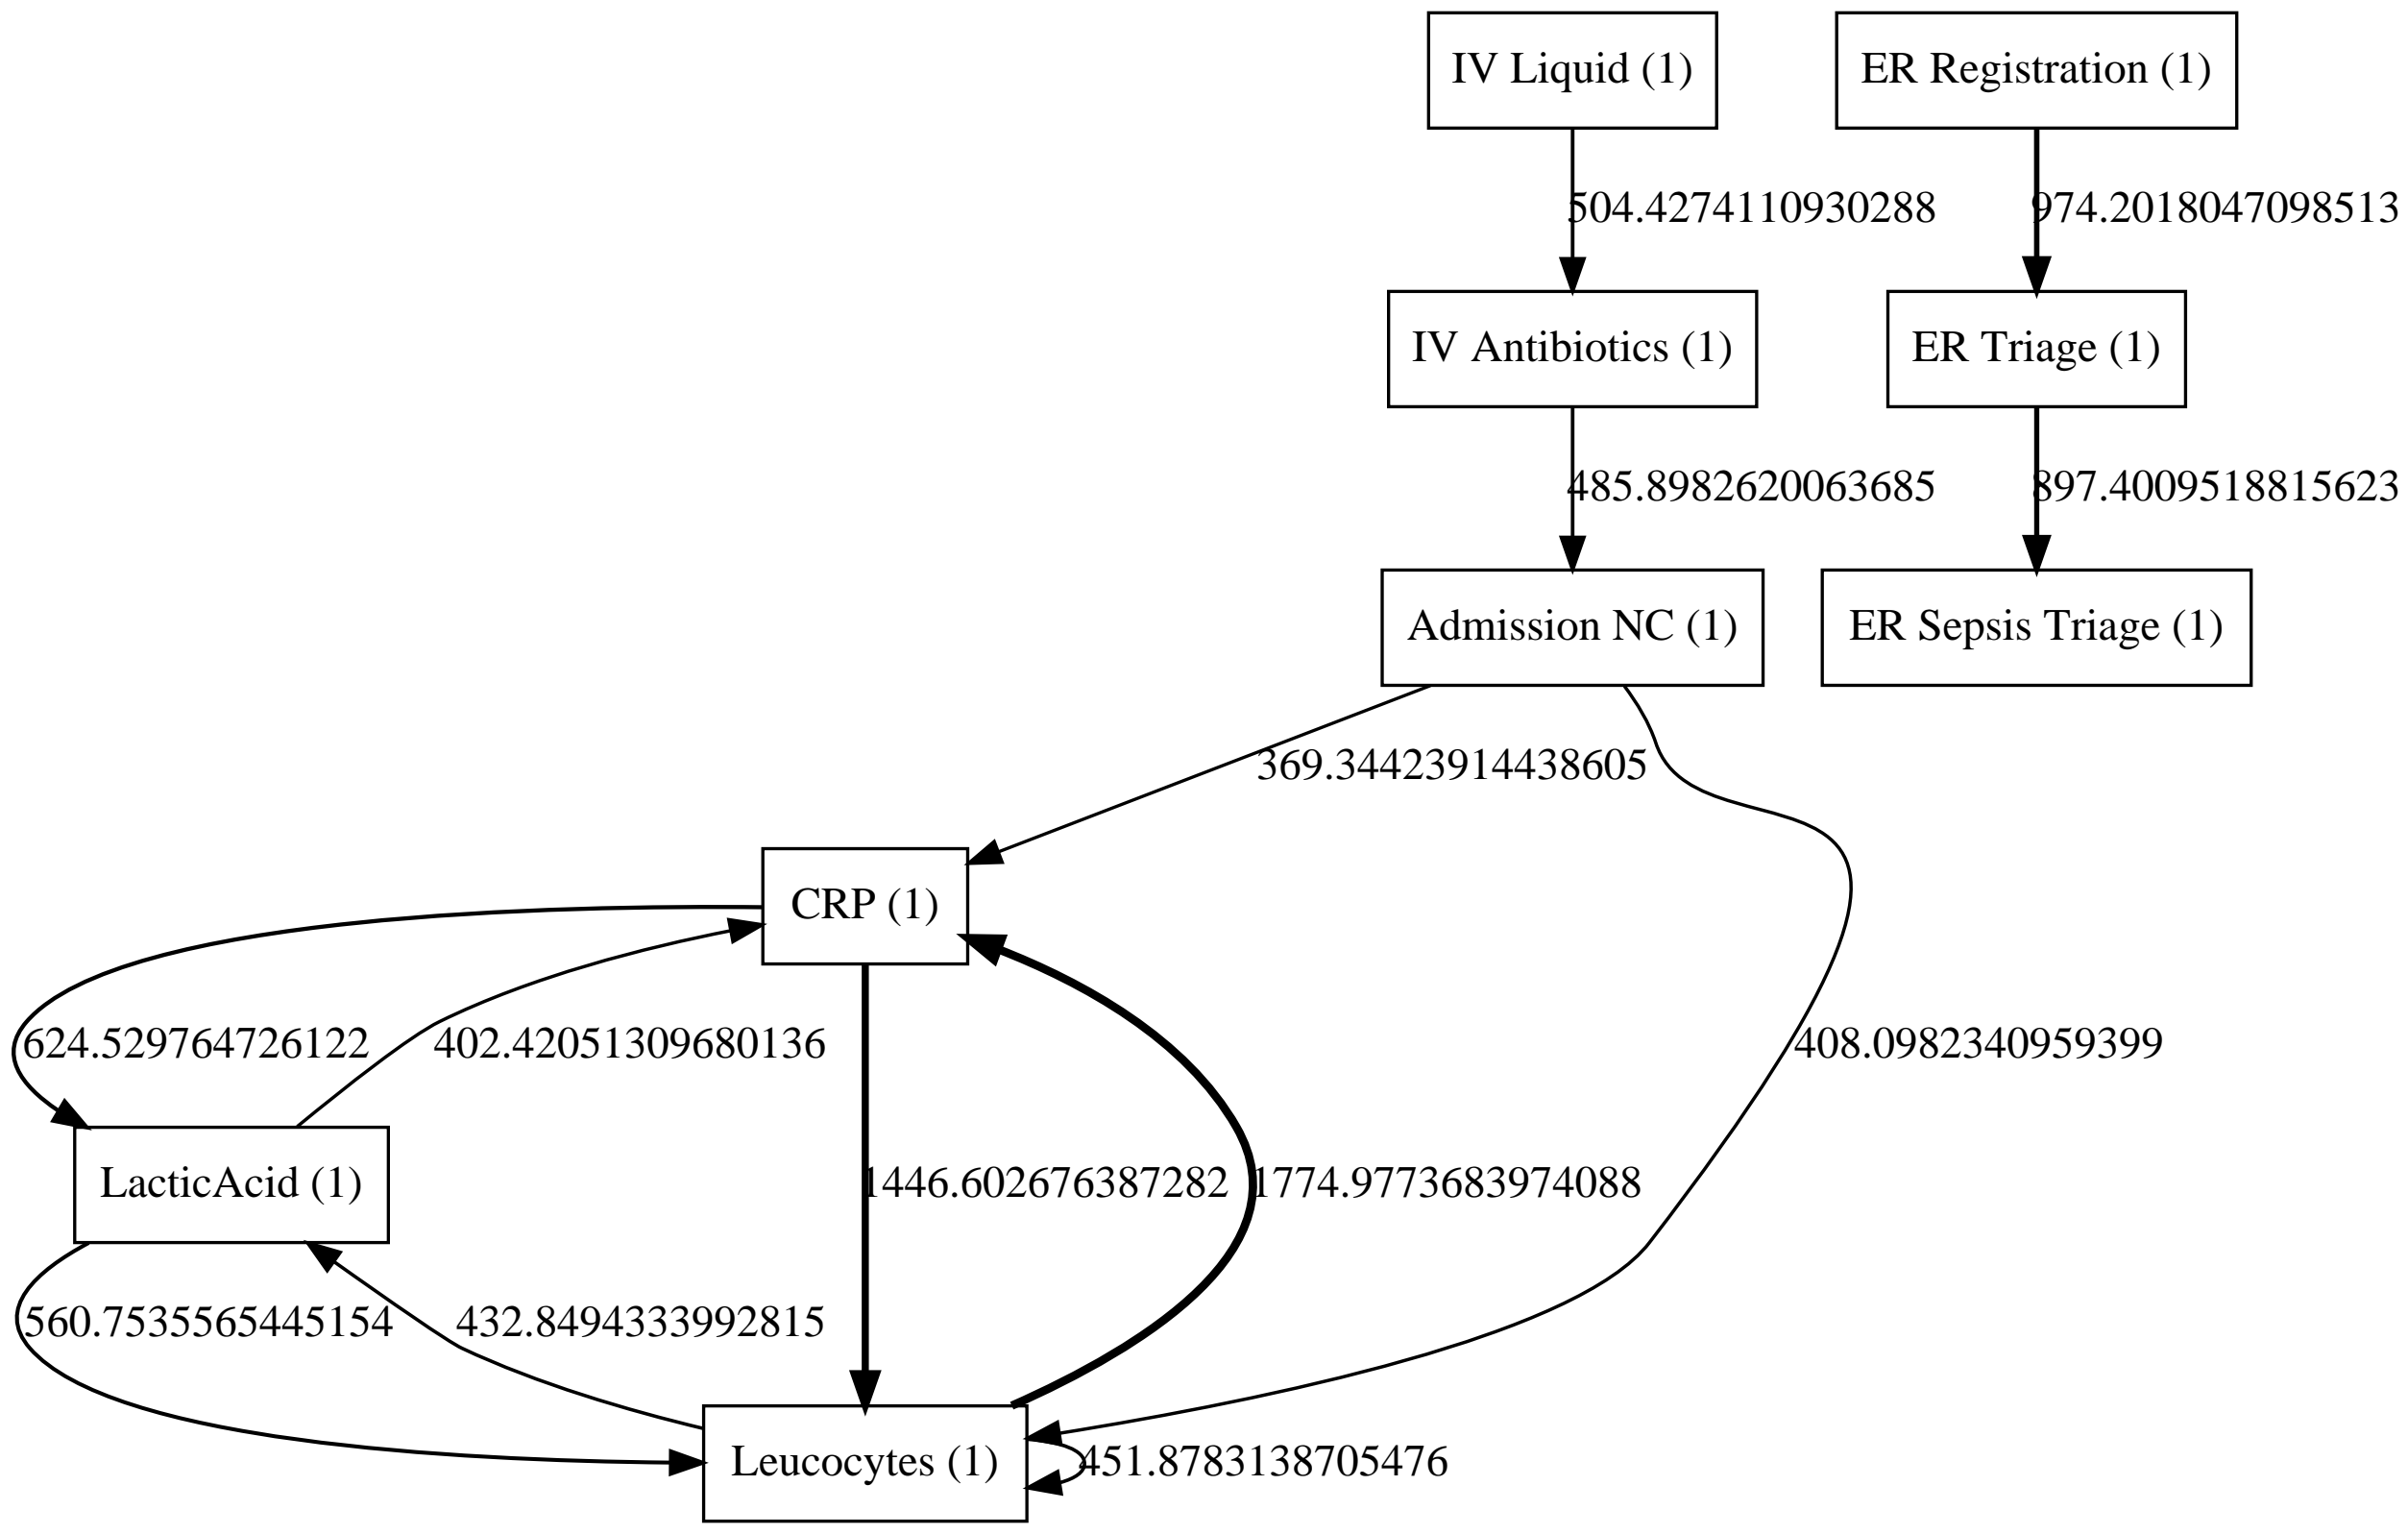 IV Liquid (1)
ER Registration (1)
504.4274110930288
974.2018047098513
IV Antibiotics (1)
ER Triage (1)
485.8982620063685
897.4009518815623
Admission NC (1)
ER Sepsis Triage (1)
369.34423914438605
CRP (1)
624.529764726122
402.42051309680136
408.0982340959399
LacticAcid (1)
1446.602676387282
1774.9773683974088
560.7535565445154
432.8494333992815
Leucocytes (1)
451.8783138705476